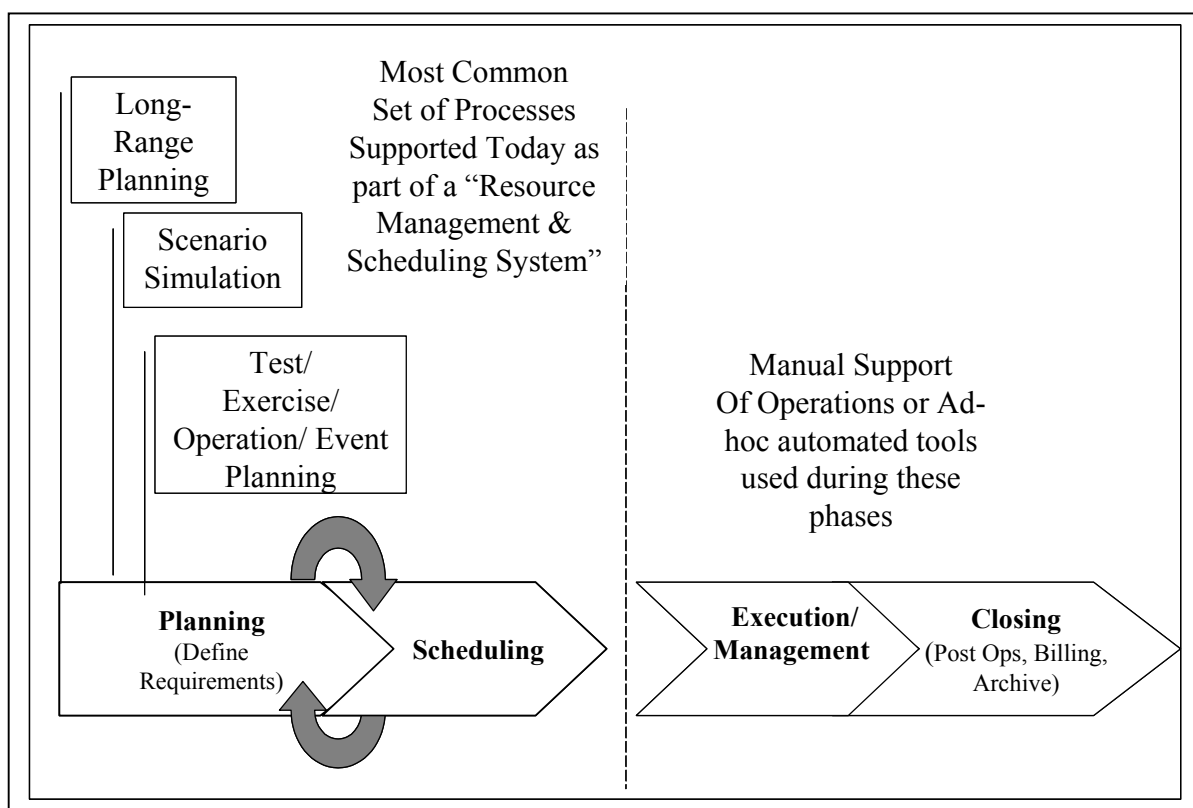 Long-
Range
Planning
Most Common
Set of Processes
Supported Today as
part of a “Resource
Management &
Scheduling System”
Scenario
Simulation
Test/
Exercise/
Operation/ Event
Planning
Manual Support
Of Operations or Ad-
hoc automated tools
used during these
phases
Planning
(Define
Requirements)
Scheduling
Execution/
Management
Closing
(Post Ops, Billing,
Archive)